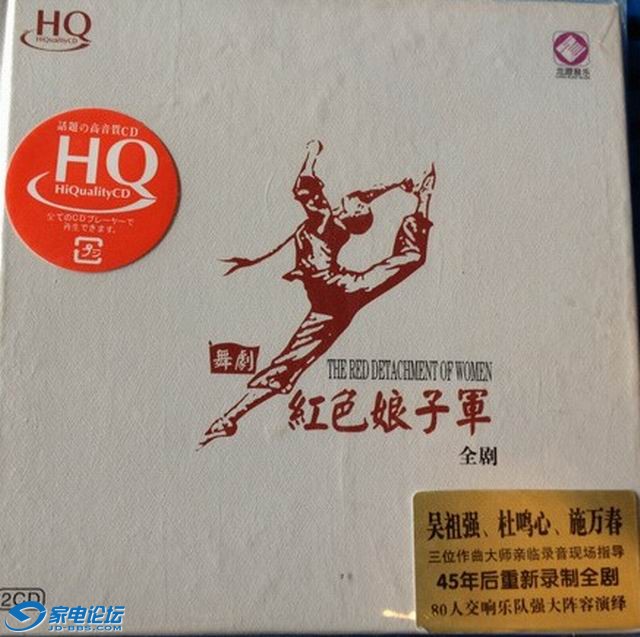 HQ
HiQualityCD
話題の高音質CD
HQ
HiQualityCD
全てのCDプレーヤーで
再生できます。
舞劇
THE RED DETACHMENT OF WOMEN
紅色娘子軍
全剧
吴祖强、杜鸣心、施万春
三位作曲大师亲临录音现场指导
45年后重新录制全剧
80人交响乐队强大阵容演绎
2CD
家电论坛
JD-BBS.COM